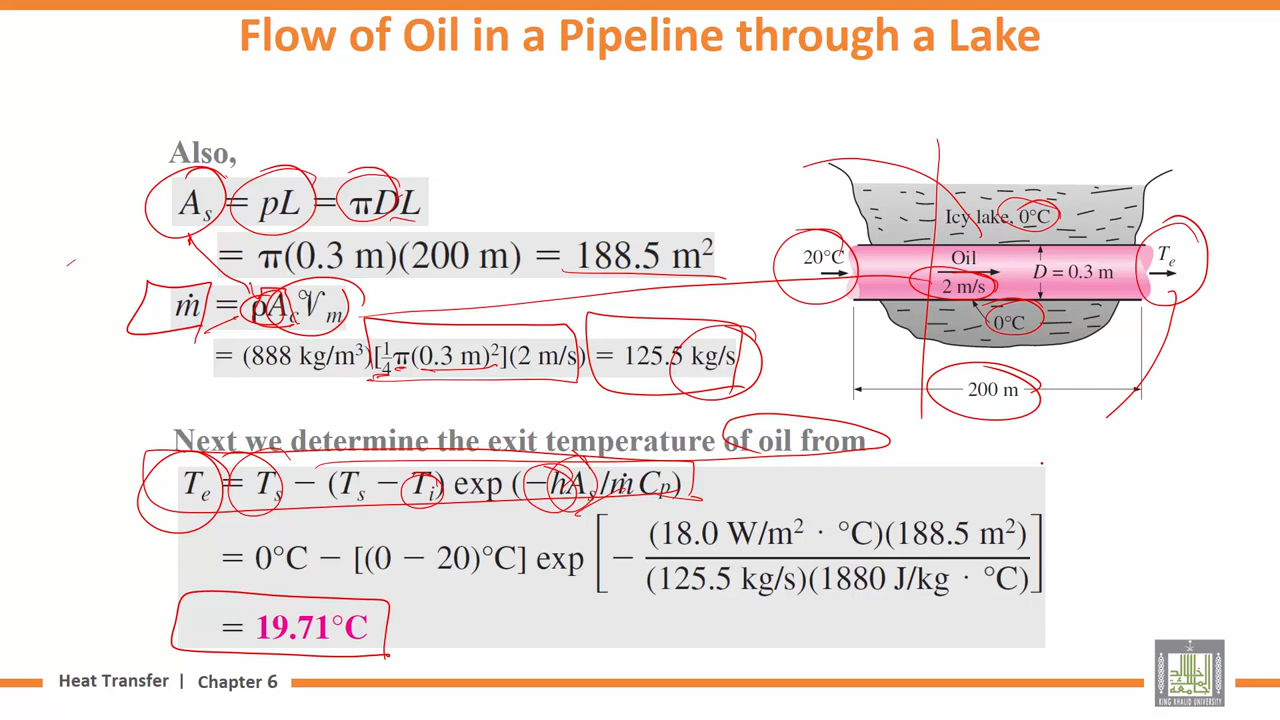 Flow of Oil in a Pipeline through a Lake
Also,
A_s = pL = πDL
= π(0.3 m)(200 m) = 188.5 m²
ṁ = ρA_c𝒱_m
= (888 kg/m³)[¼π(0.3 m)²](2 m/s) = 125.5 kg/s
Icy lake, 0°C
20°C
Oil
2 m/s
D = 0.3 m
T_e
0°C
200 m
Next we determine the exit temperature of oil from
T_e = T_s − (T_s − T_i) exp (−hA_s/ṁC_p)
= 0°C − [(0 − 20)°C] exp [− (18.0 W/m² · °C)(188.5 m²) / (125.5 kg/s)(1880 J/kg · °C)]
= 19.71°C
Heat Transfer | Chapter 6
KING KHALID UNIVERSITY